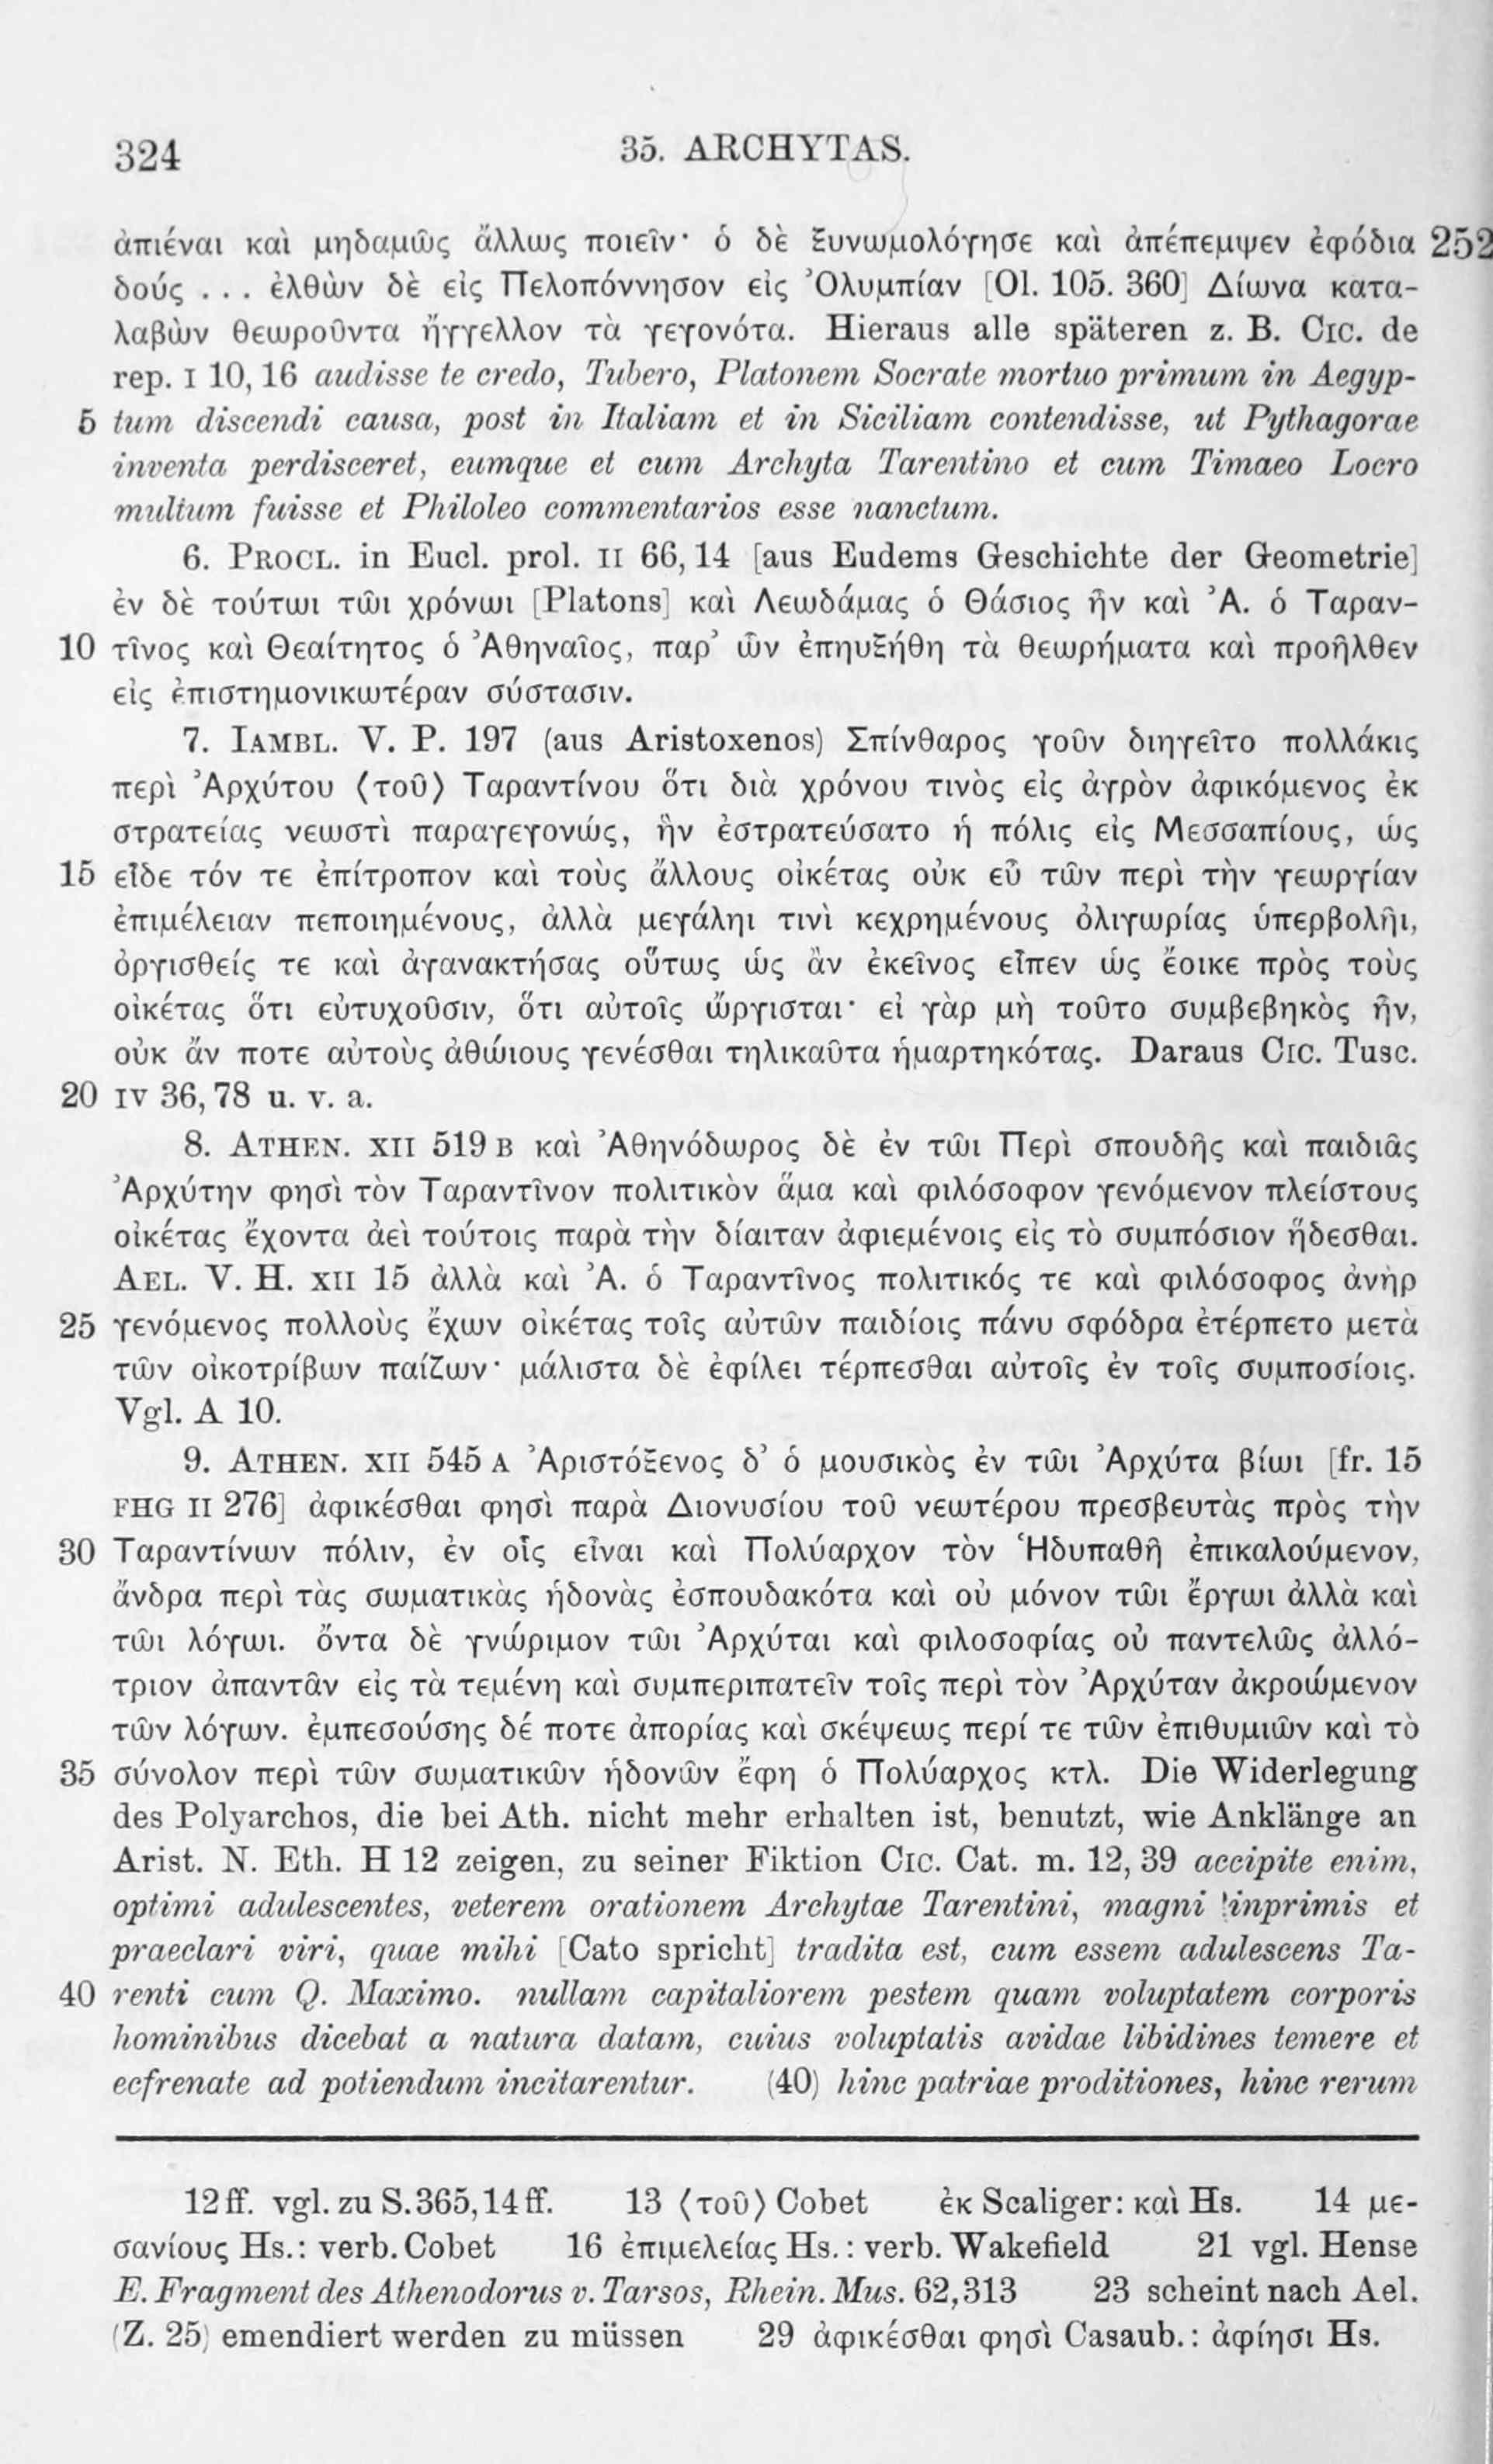 324 35. ARCHYTAS.
ἀπιέναι καὶ μηδαμῶς ἄλλως ποιεῖν· ὁ δὲ ξυνωμολόγησε καὶ ἀπέπεμψεν ἐφόδια 252
δούς . . . ἐλθὼν δὲ εἰς Πελοπόννησον εἰς Ὀλυμπίαν [Ol. 105. 360] Δίωνα κατα-
λαβὼν θεωροῦντα ἤγγελλον τὰ γεγονότα. Hieraus alle späteren z. B. Cic. de
rep. I 10, 16 audisse te credo, Tubero, Platonem Socrate mortuo primum in Aegyp-
5 tum discendi causa, post in Italiam et in Siciliam contendisse, ut Pythagorae
inventa perdisceret, eumque et cum Archyta Tarentino et cum Timaeo Locro
multum fuisse et Philoleo commentarios esse nanctum.
6. Procl. in Eucl. prol. II 66, 14 [aus Eudems Geschichte der Geometrie]
ἐν δὲ τούτωι τῶι χρόνωι [Platons] καὶ Λεωδάμας ὁ Θάσιος ἦν καὶ Ἀ. ὁ Ταραν-
10 τῖνος καὶ Θεαίτητος ὁ Ἀθηναῖος, παρ’ ὧν ἐπηυξήθη τὰ θεωρήματα καὶ προῆλθεν
εἰς ἐπιστημονικωτέραν σύστασιν.
7. Iambl. V. P. 197 (aus Aristoxenos) Σπίνθαρος γοῦν διηγεῖτο πολλάκις
περὶ Ἀρχύτου ⟨τοῦ⟩ Ταραντίνου ὅτι διὰ χρόνου τινὸς εἰς ἀγρὸν ἀφικόμενος ἐκ
στρατείας νεωστὶ παραγεγονώς, ἣν ἐστρατεύσατο ἡ πόλις εἰς Μεσσαπίους, ὡς
15 εἶδε τόν τε ἐπίτροπον καὶ τοὺς ἄλλους οἰκέτας οὐκ εὖ τῶν περὶ τὴν γεωργίαν
ἐπιμέλειαν πεποιημένους, ἀλλὰ μεγάληι τινὶ κεχρημένους ὀλιγωρίας ὑπερβολῆι,
ὀργισθείς τε καὶ ἀγανακτήσας οὕτως ὡς ἂν ἐκεῖνος εἶπεν ὡς ἔοικε πρὸς τοὺς
οἰκέτας ὅτι εὐτυχοῦσιν, ὅτι αὐτοῖς ὤργισται· εἰ γὰρ μὴ τοῦτο συμβεβηκὸς ἦν,
οὐκ ἄν ποτε αὐτοὺς ἀθώιους γενέσθαι τηλικαῦτα ἡμαρτηκότας. Daraus Cic. Tusc.
20 IV 36, 78 u. v. a.
8. Athen. XII 519 B καὶ Ἀθηνόδωρος δὲ ἐν τῶι Περὶ σπουδῆς καὶ παιδιᾶς
Ἀρχύτην φησὶ τὸν Ταραντῖνον πολιτικὸν ἅμα καὶ φιλόσοφον γενόμενον πλείστους
οἰκέτας ἔχοντα ἀεὶ τούτοις παρὰ τὴν δίαιταν ἀφιεμένοις εἰς τὸ συμπόσιον ἥδεσθαι.
Ael. V. H. XII 15 ἀλλὰ καὶ Ἀ. ὁ Ταραντῖνος πολιτικός τε καὶ φιλόσοφος ἀνὴρ
25 γενόμενος πολλοὺς ἔχων οἰκέτας τοῖς αὐτῶν παιδίοις πάνυ σφόδρα ἐτέρπετο μετὰ
τῶν οἰκοτρίβων παίζων· μάλιστα δὲ ἐφίλει τέρπεσθαι αὐτοῖς ἐν τοῖς συμποσίοις.
Vgl. A 10.
9. Athen. XII 545 A Ἀριστόξενος δ’ ὁ μουσικὸς ἐν τῶι Ἀρχύτα βίωι [fr. 15
FHG II 276] ἀφικέσθαι φησὶ παρὰ Διονυσίου τοῦ νεωτέρου πρεσβευτὰς πρὸς τὴν
30 Ταραντίνων πόλιν, ἐν οἷς εἶναι καὶ Πολύαρχον τὸν Ἡδυπαθῆ ἐπικαλούμενον,
ἄνδρα περὶ τὰς σωματικὰς ἡδονὰς ἐσπουδακότα καὶ οὐ μόνον τῶι ἔργωι ἀλλὰ καὶ
τῶι λόγωι. ὄντα δὲ γνώριμον τῶι Ἀρχύται καὶ φιλοσοφίας οὐ παντελῶς ἀλλό-
τριον ἀπαντᾶν εἰς τὰ τεμένη καὶ συμπεριπατεῖν τοῖς περὶ τὸν Ἀρχύταν ἀκροώμενον
τῶν λόγων. ἐμπεσούσης δέ ποτε ἀπορίας καὶ σκέψεως περί τε τῶν ἐπιθυμιῶν καὶ τὸ
35 σύνολον περὶ τῶν σωματικῶν ἡδονῶν ἔφη ὁ Πολύαρχος κτλ. Die Widerlegung
des Polyarchos, die bei Ath. nicht mehr erhalten ist, benutzt, wie Anklänge an
Arist. N. Eth. H 12 zeigen, zu seiner Fiktion Cic. Cat. m. 12, 39 accipite enim,
optimi adulescentes, veterem orationem Archytae Tarentini, magni inprimis et
praeclari viri, quae mihi [Cato spricht] tradita est, cum essem adulescens Ta-
40 renti cum Q. Maximo. nullam capitaliorem pestem quam voluptatem corporis
hominibus dicebat a natura datam, cuius voluptatis avidae libidines temere et
ecfrenate ad potiendum incitarentur. (40) hinc patriae proditiones, hinc rerum
12 ff. vgl. zu S. 365, 14 ff. 13 ⟨τοῦ⟩ Cobet ἐκ Scaliger: καὶ Hs. 14 με-
σανίους Hs.: verb. Cobet 16 ἐπιμελείας Hs.: verb. Wakefield 21 vgl. Hense
E. Fragment des Athenodorus v. Tarsos, Rhein. Mus. 62, 313 23 scheint nach Ael.
(Z. 25) emendiert werden zu müssen 29 ἀφικέσθαι φησὶ Casaub.: ἀφίησι Hs.